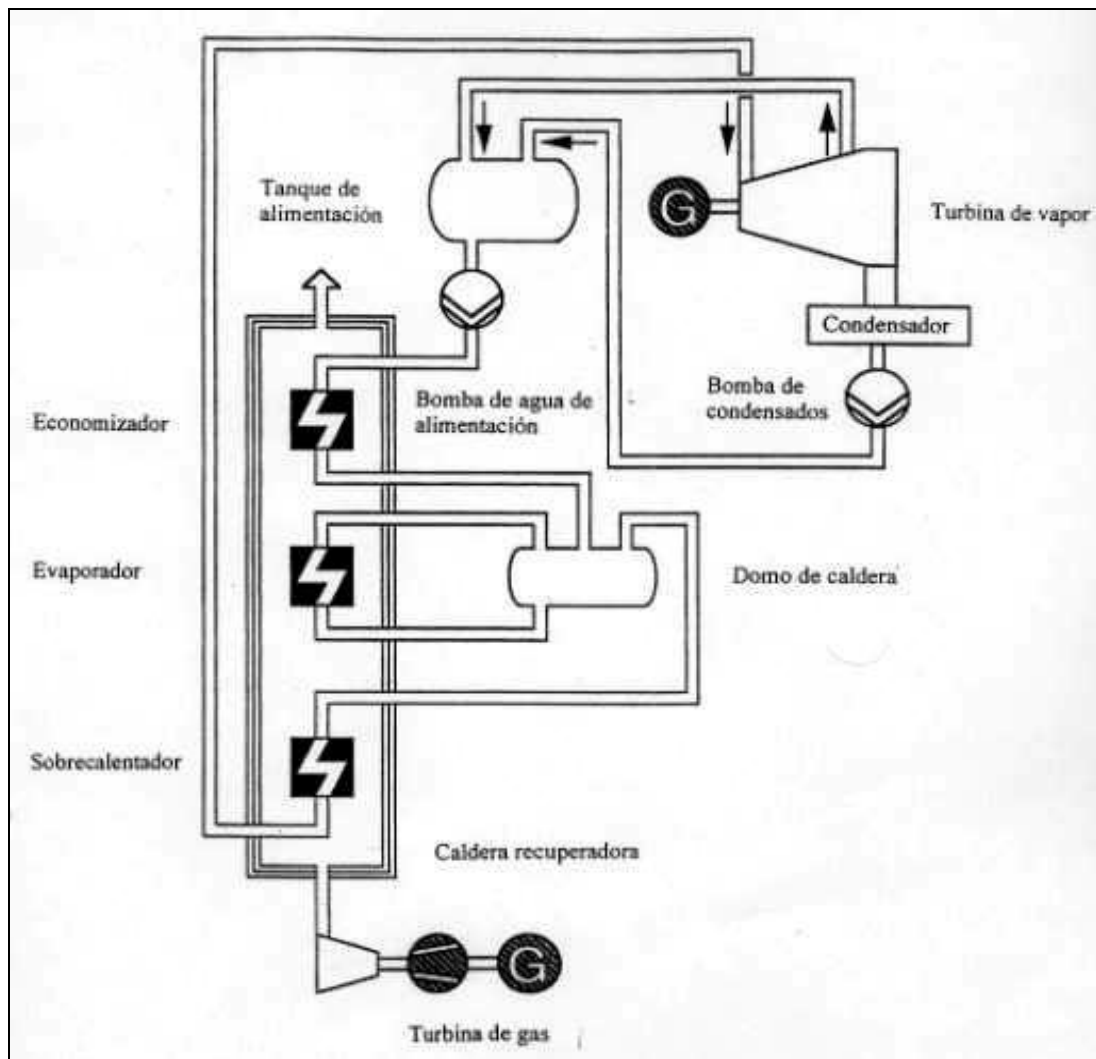 Tanque de
alimentación
G
Turbina de vapor
Condensador
Economizador
Bomba de agua de
alimentación
Bomba de
condensados
Evaporador
Domo de caldera
Sobrecalentador
Caldera recuperadora
G
Turbina de gas